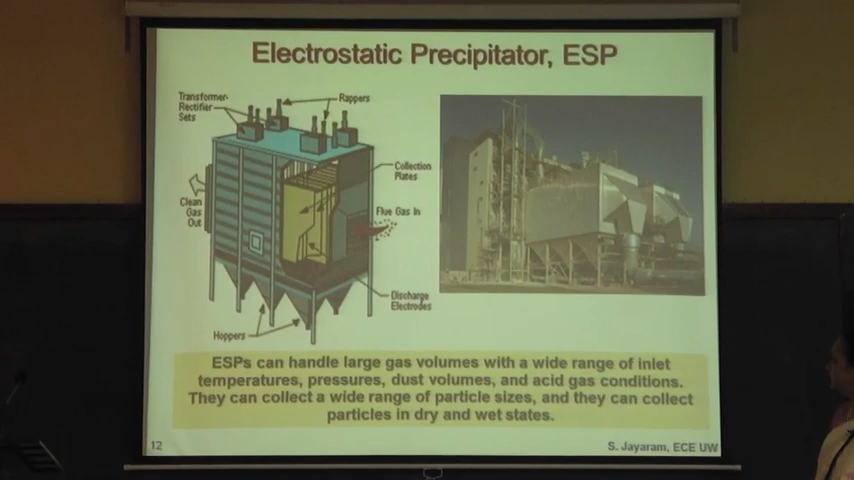 Electrostatic Precipitator, ESP
Transformer-
Rectifier
Sets
Rappers
Collection
Plates
Clean
Gas
Out
Flue Gas In
Discharge
Electrodes
Hoppers
ESPs can handle large gas volumes with a wide range of inlet
temperatures, pressures, dust volumes, and acid gas conditions.
They can collect a wide range of particle sizes, and they can collect
particles in dry and wet states.
12
S. Jayaram, ECE UW